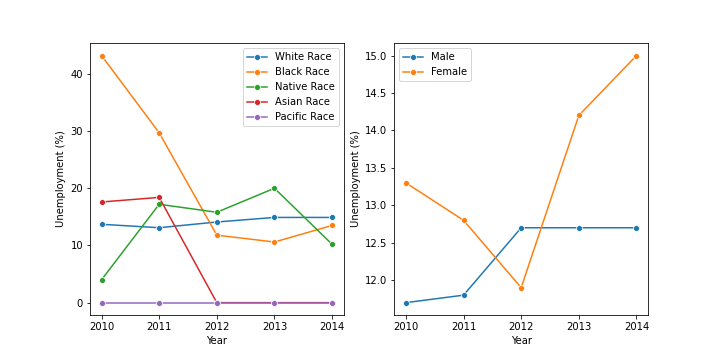 Unemployment (%)
40
30
20
10
0
2010 2011 2012 2013 2014
Year
White Race
Black Race
Native Race
Asian Race
Pacific Race
Unemployment (%)
15.0
14.5
14.0
13.5
13.0
12.5
12.0
2010 2011 2012 2013 2014
Year
Male
Female